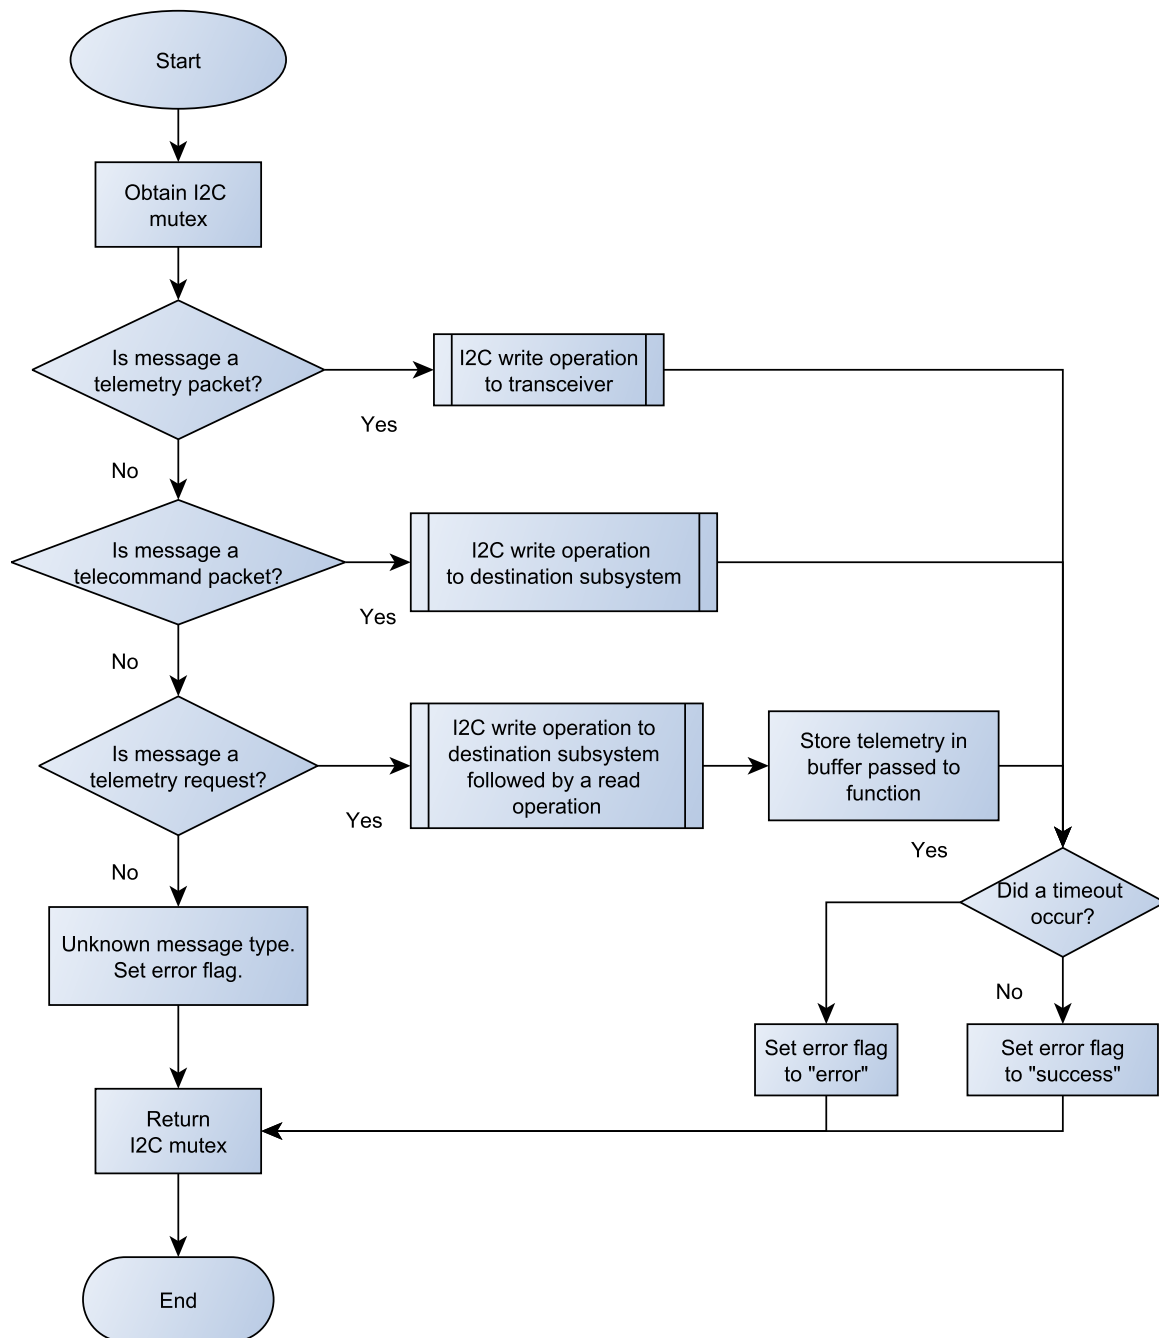 Start
Obtain I2C
mutex
Is message a
telemetry packet?
Yes
I2C write operation
to transceiver
No
Is message a
telecommand packet?
Yes
I2C write operation
to destination subsystem
No
Is message a
telemetry request?
Yes
I2C write operation to
destination subsystem
followed by a read
operation
Store telemetry in
buffer passed to
function
No
Yes
Did a timeout
occur?
Unknown message type.
Set error flag.
No
Set error flag
to "error"
Set error flag
to "success"
Return
I2C mutex
End